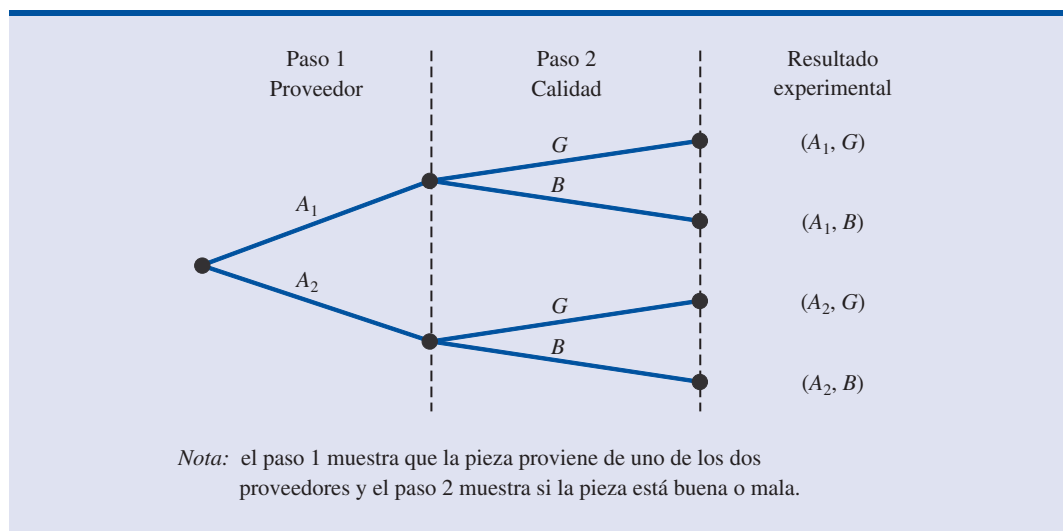 Paso 1
Proveedor
Paso 2
Calidad
Resultado
experimental
A₁
A₂
G
B
G
B
(A₁, G)
(A₁, B)
(A₂, G)
(A₂, B)
Nota: el paso 1 muestra que la pieza proviene de uno de los dos
proveedores y el paso 2 muestra si la pieza está buena o mala.